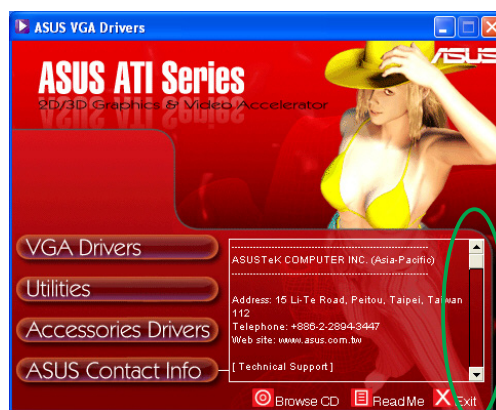 ASUS VGA Drivers
ASUS
ASUS ATI Series
2D/3D Graphics & Video Accelerator
VGA Drivers
Utilities
Accessories Drivers
ASUS Contact Info
ASUSTeK COMPUTER INC. (Asia-Pacific)
Address: 15 Li-Te Road, Peitou, Taipei, Taiwan
112
Telephone: +886-2-2894-3447
Web site: www.asus.com.tw
[ Technical Support ]
Browse CD
ReadMe
Exit